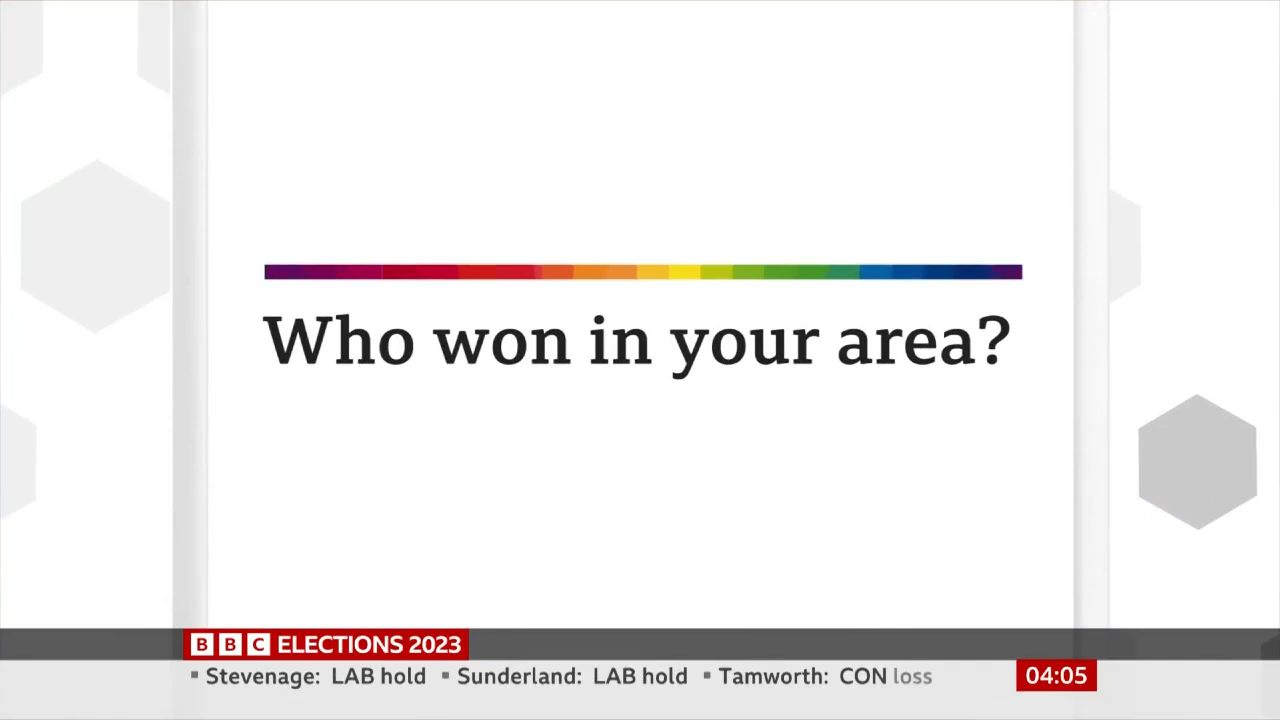 Who won in your area?
BBC ELECTIONS 2023
▪ Stevenage: LAB hold ▪ Sunderland: LAB hold ▪ Tamworth: CON loss
04:05